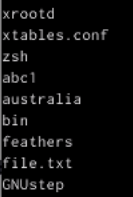 xrootd
xtables.conf
zsh
abc1
australia
bin
feathers
file.txt
GNUstep